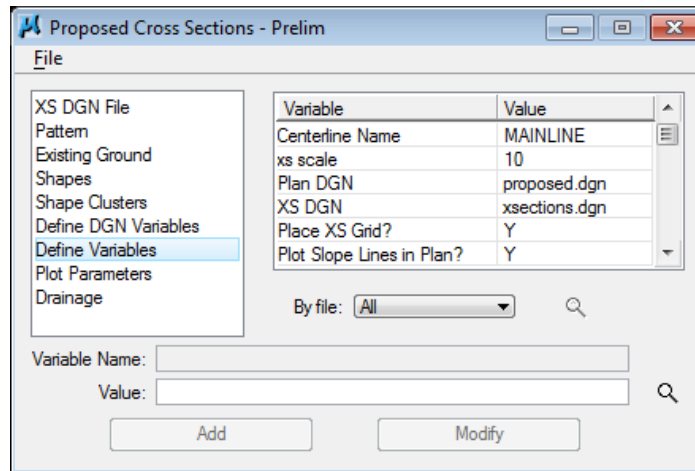 Proposed Cross Sections - Prelim
File
XS DGN File
Pattern
Existing Ground
Shapes
Shape Clusters
Define DGN Variables
Define Variables
Plot Parameters
Drainage
Variable Value
Centerline Name MAINLINE
xs scale 10
Plan DGN proposed.dgn
XS DGN xsections.dgn
Place XS Grid? Y
Plot Slope Lines in Plan? Y
By file: All
Variable Name:
Value:
Add Modify